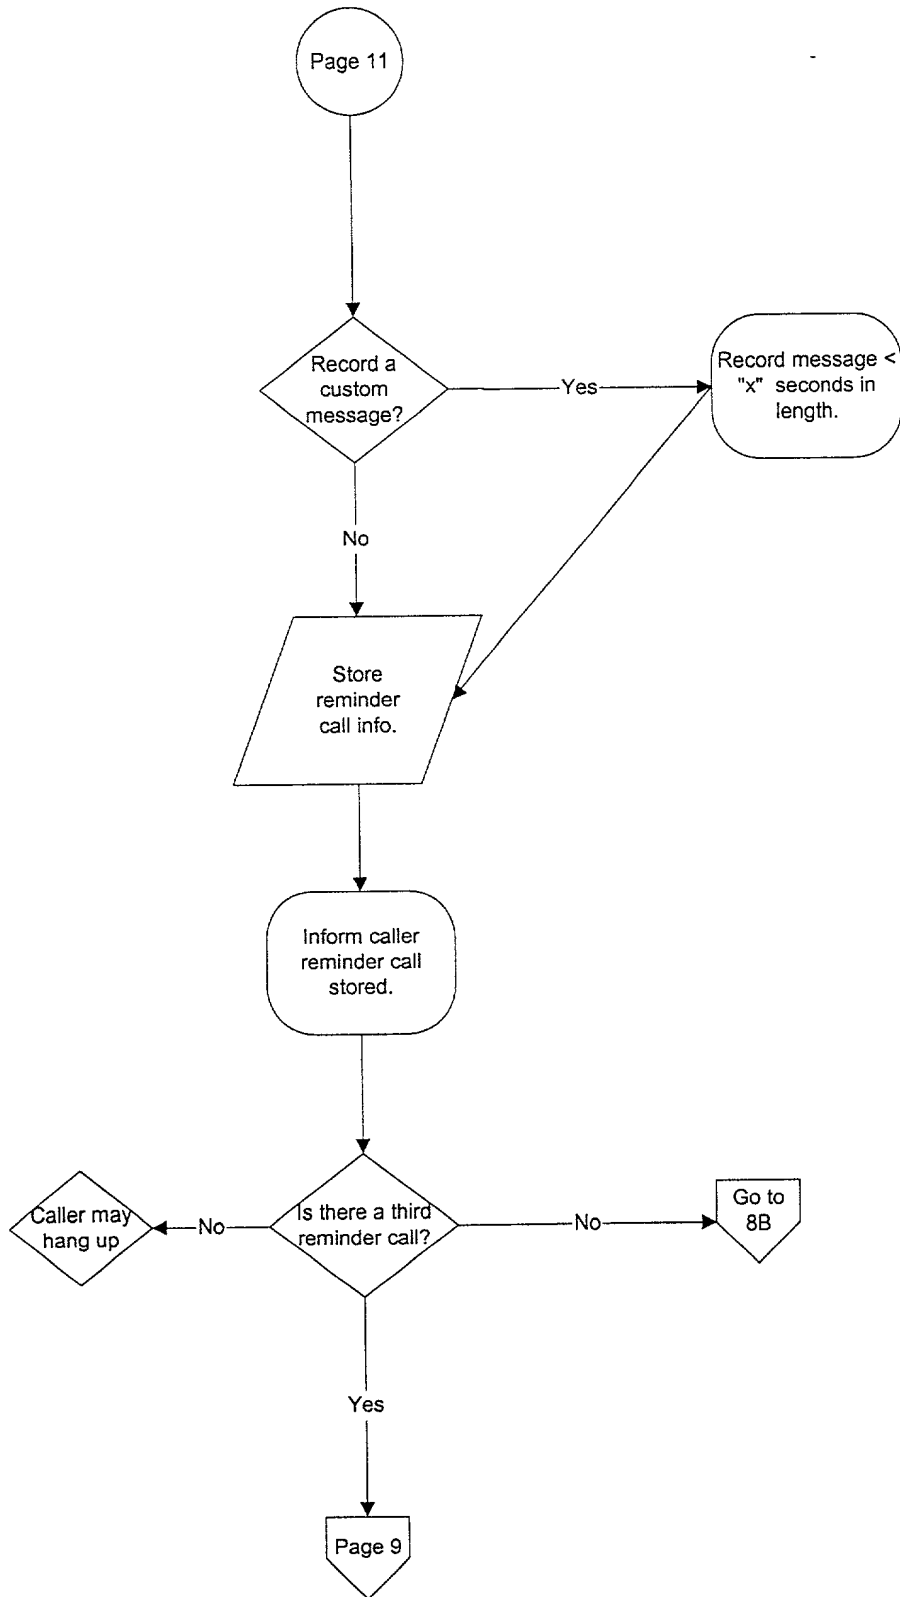 Page 11
Record a
custom
message?
Yes
Record message <
"x" seconds in
length.
No
Store
reminder
call info.
Inform caller
reminder call
stored.
Caller may
hang up
No
Is there a third
reminder call?
No
Go to
8B
Yes
Page 9